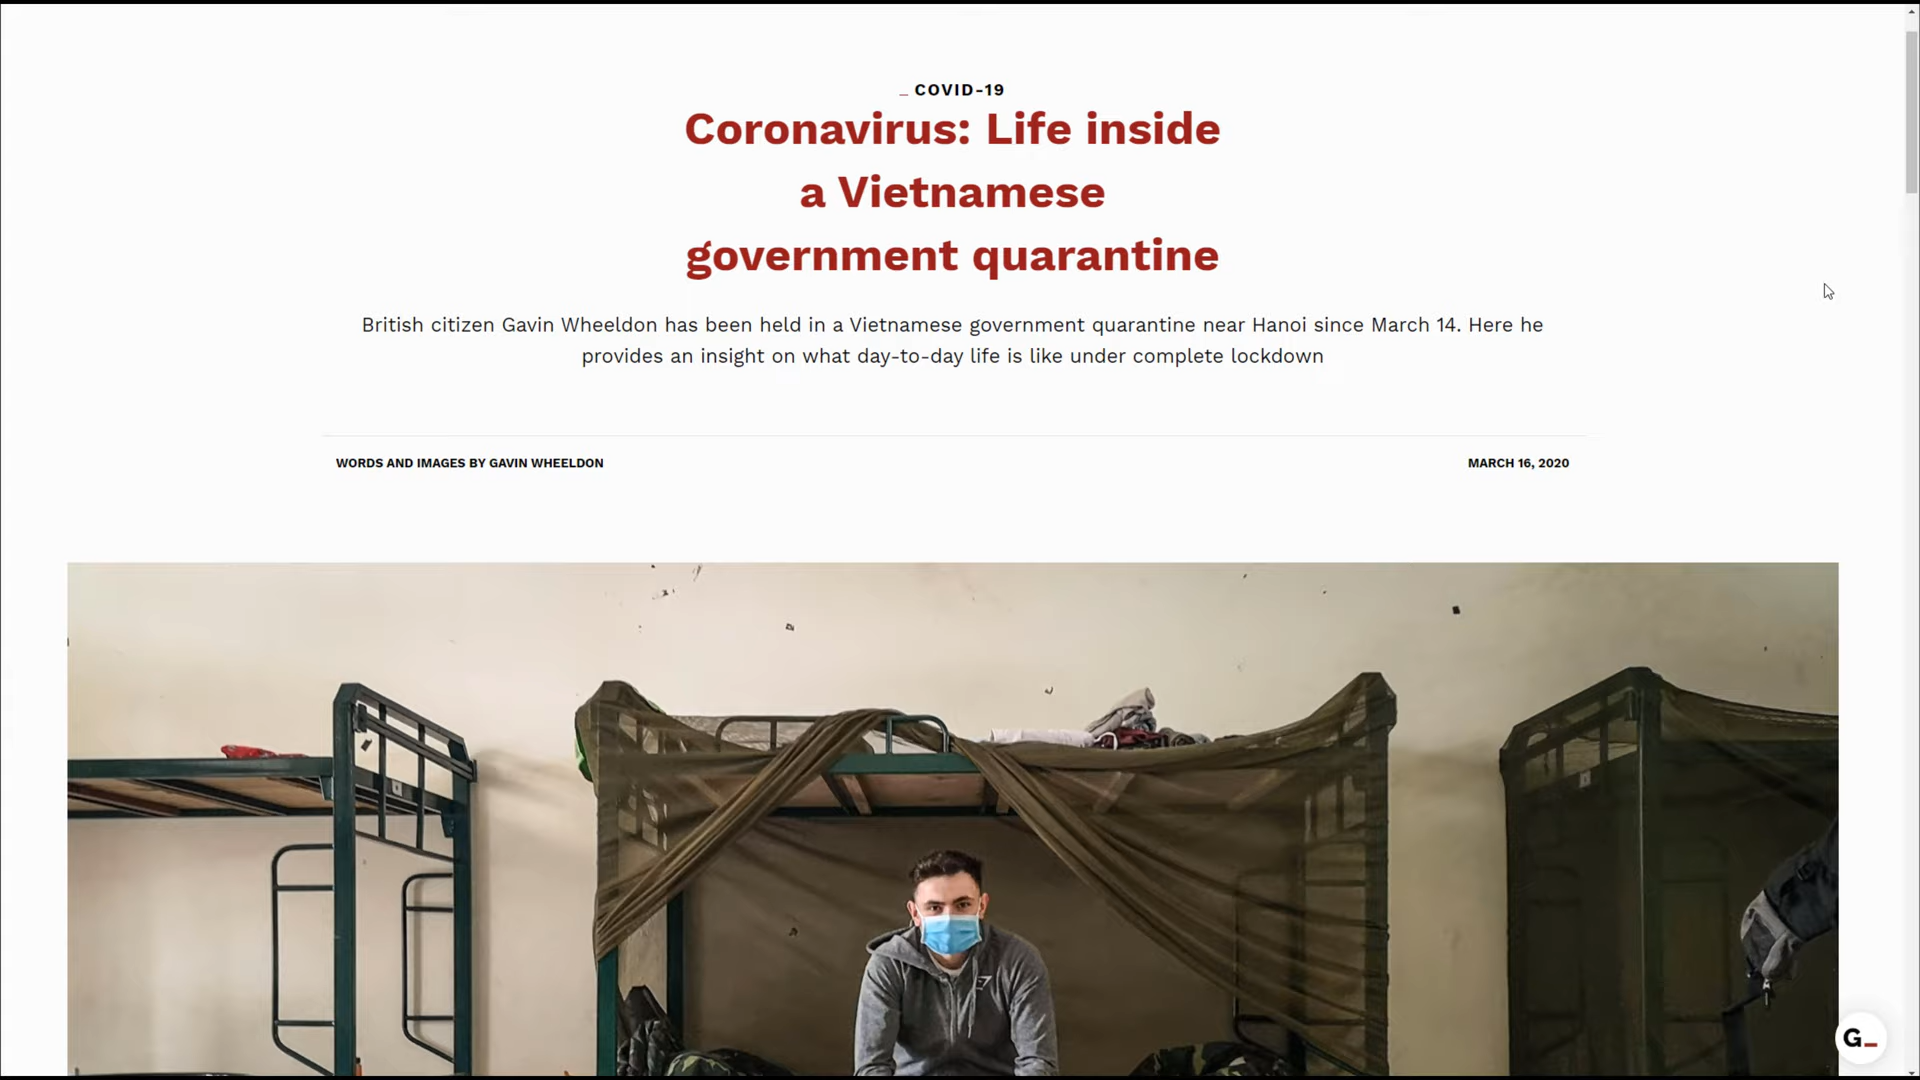 _ COVID-19
Coronavirus: Life inside
a Vietnamese
government quarantine
British citizen Gavin Wheeldon has been held in a Vietnamese government quarantine near Hanoi since March 14. Here he
provides an insight on what day-to-day life is like under complete lockdown
WORDS AND IMAGES BY GAVIN WHEELDON
MARCH 16, 2020
G_